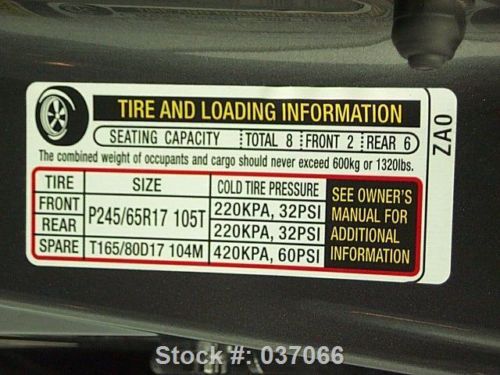 TIRE AND LOADING INFORMATION
SEATING CAPACITY TOTAL 8 FRONT 2 REAR 6
The combined weight of occupants and cargo should never exceed 600kg or 1320lbs.
TIRE SIZE COLD TIRE PRESSURE
FRONT P245/65R17 105T 220KPA, 32PSI
REAR 220KPA, 32PSI
SPARE T165/80D17 104M 420KPA, 60PSI
SEE OWNER'S
MANUAL FOR
ADDITIONAL
INFORMATION
ZA0
Stock #: 037066